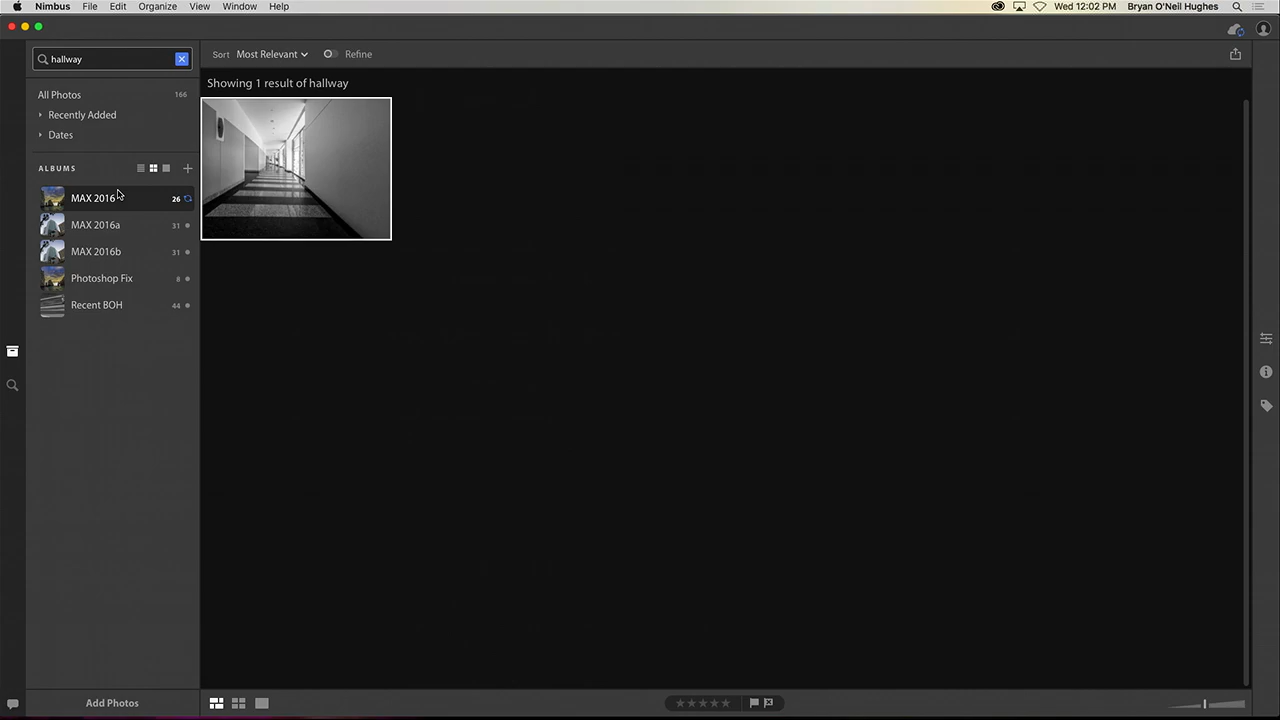 Nimbus File Edit Organize View Window Help Wed 12:02 PM Bryan O'Neil Hughes
hallway
Sort Most Relevant Refine
Showing 1 result of hallway
All Photos 166
Recently Added
Dates
ALBUMS
MAX 2016 26
MAX 2016a 31
MAX 2016b 31
Photoshop Fix 8
Recent BOH 44
Add Photos